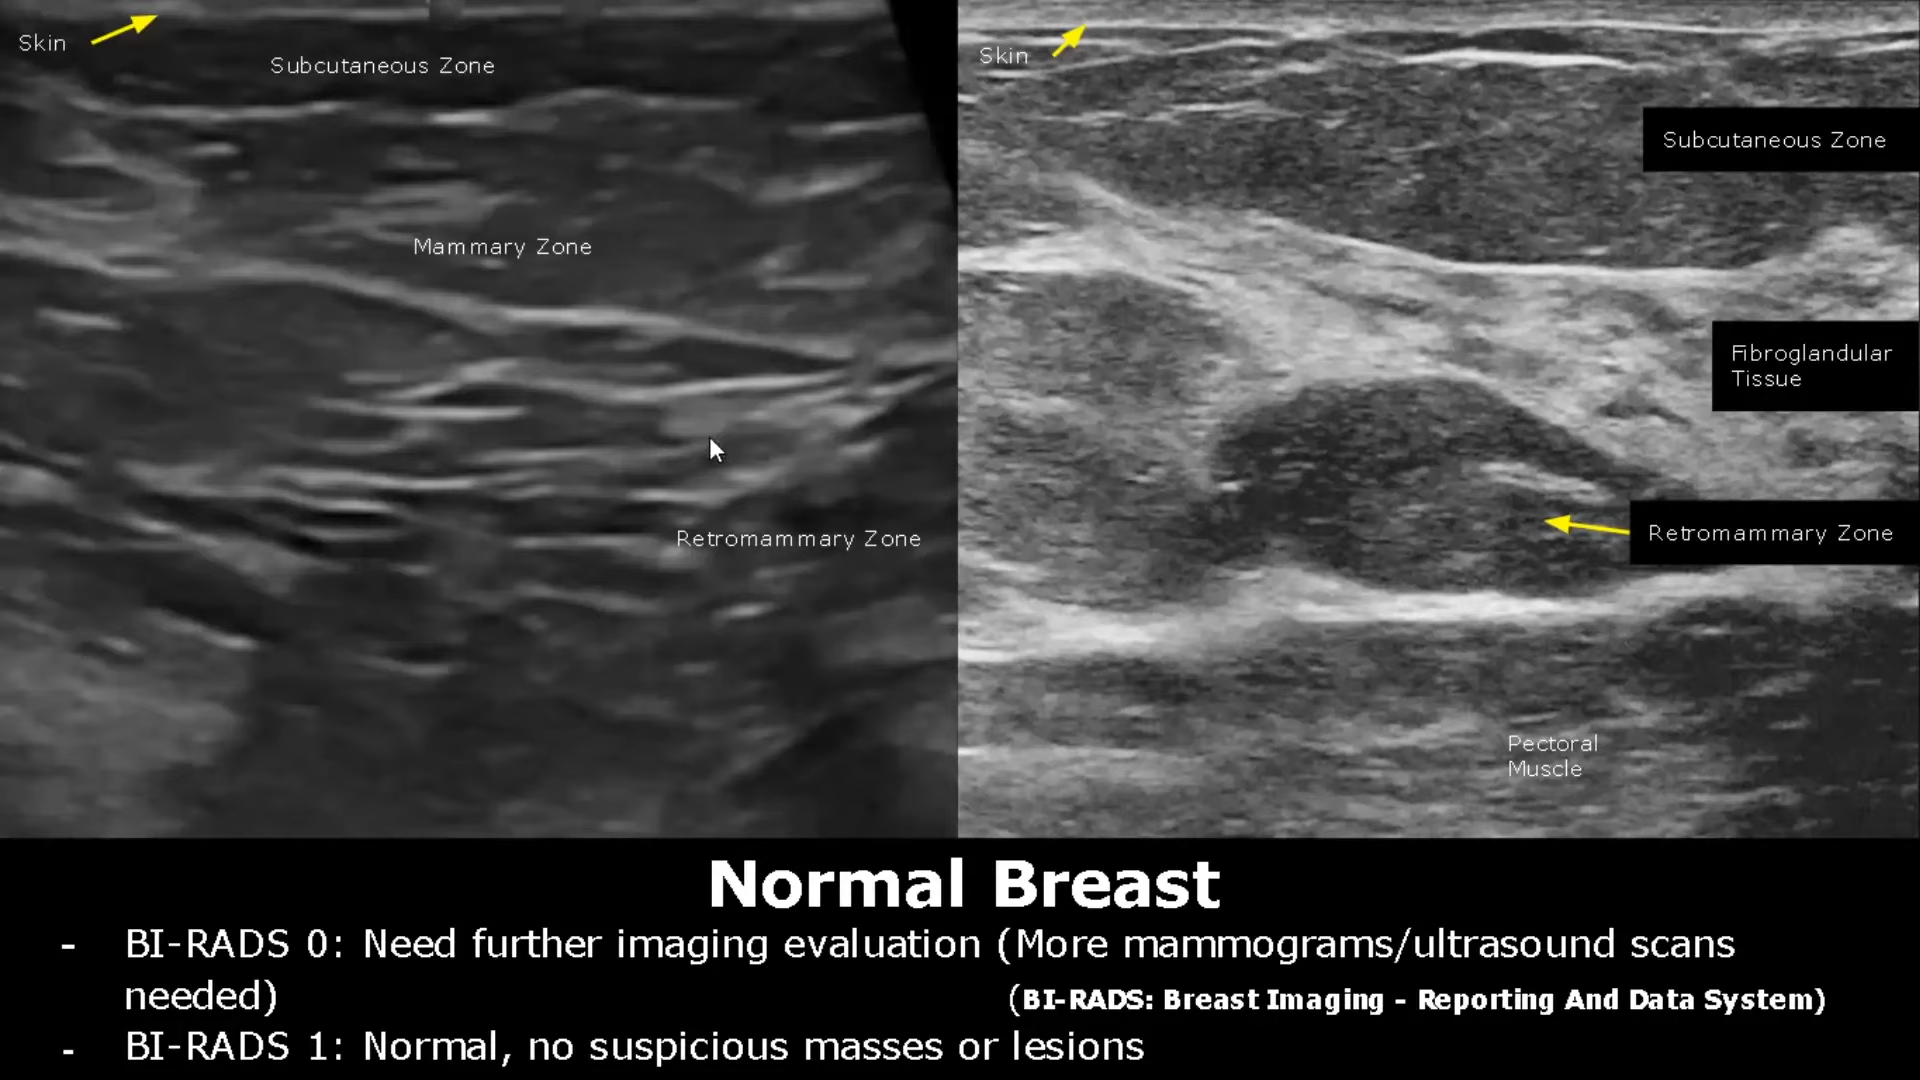 Skin
Subcutaneous Zone
Mammary Zone
Retromammary Zone
Skin
Subcutaneous Zone
Fibroglandular
Tissue
Retromammary Zone
Pectoral
Muscle
Normal Breast
- BI-RADS 0: Need further imaging evaluation (More mammograms/ultrasound scans
needed)
(BI-RADS: Breast Imaging - Reporting And Data System)
- BI-RADS 1: Normal, no suspicious masses or lesions